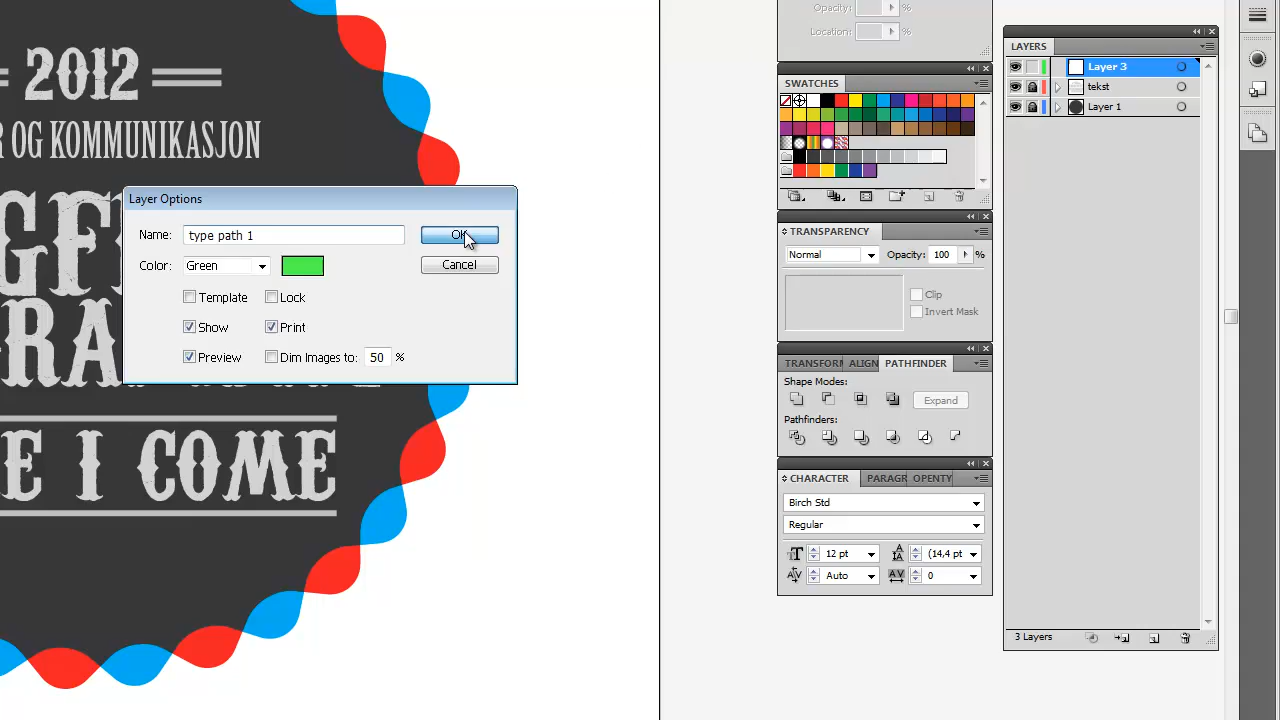 Opacity: %
Location: %
LAYERS
Layer 3
tekst
Layer 1
3 Layers
SWATCHES
TRANSPARENCY
Normal Opacity: 100 %
Clip
Invert Mask
TRANSFORM ALIGN PATHFINDER
Shape Modes:
Expand
Pathfinders:
CHARACTER PARAGR OPENTY
Birch Std
Regular
12 pt (14,4 pt
Auto 0
Layer Options
Name: type path 1
Color: Green
Cancel
Template Lock
Show Print
Preview Dim Images to: 50 %
2012
R OG KOMMUNIKASJON
E I COME